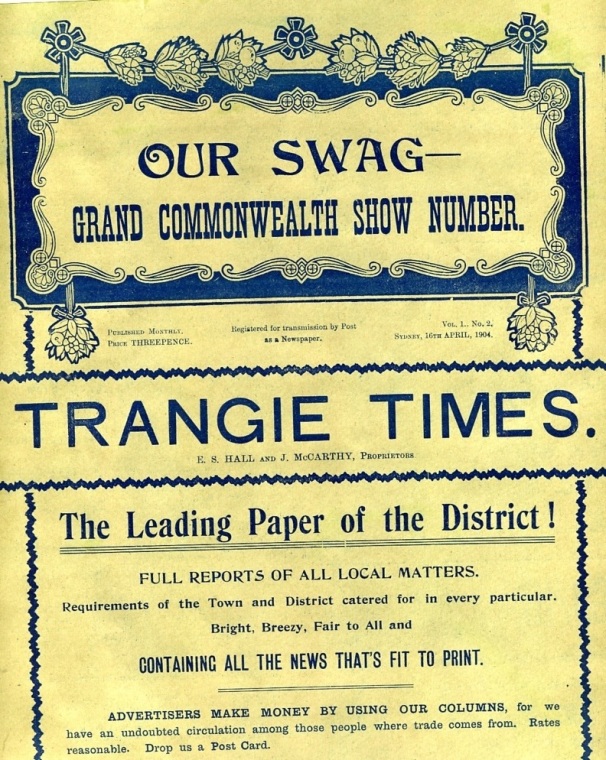 OUR SWAG—
GRAND COMMONWEALTH SHOW NUMBER.
PUBLISHED MONTHLY.
PRICE THREEPENCE.
Registered for transmission by Post
as a Newspaper.
VOL. 1., No. 2,
SYDNEY, 16TH APRIL, 1904.
TRANGIE TIMES.
E. S. HALL AND J. McCARTHY, PROPRIETORS
The Leading Paper of the District!
FULL REPORTS OF ALL LOCAL MATTERS.
Requirements of the Town and District catered for in every particular.
Bright, Breezy, Fair to All and
CONTAINING ALL THE NEWS THAT'S FIT TO PRINT.
ADVERTISERS MAKE MONEY BY USING OUR COLUMNS, for we
have an undoubted circulation among those people where trade comes from. Rates
reasonable. Drop us a Post Card.